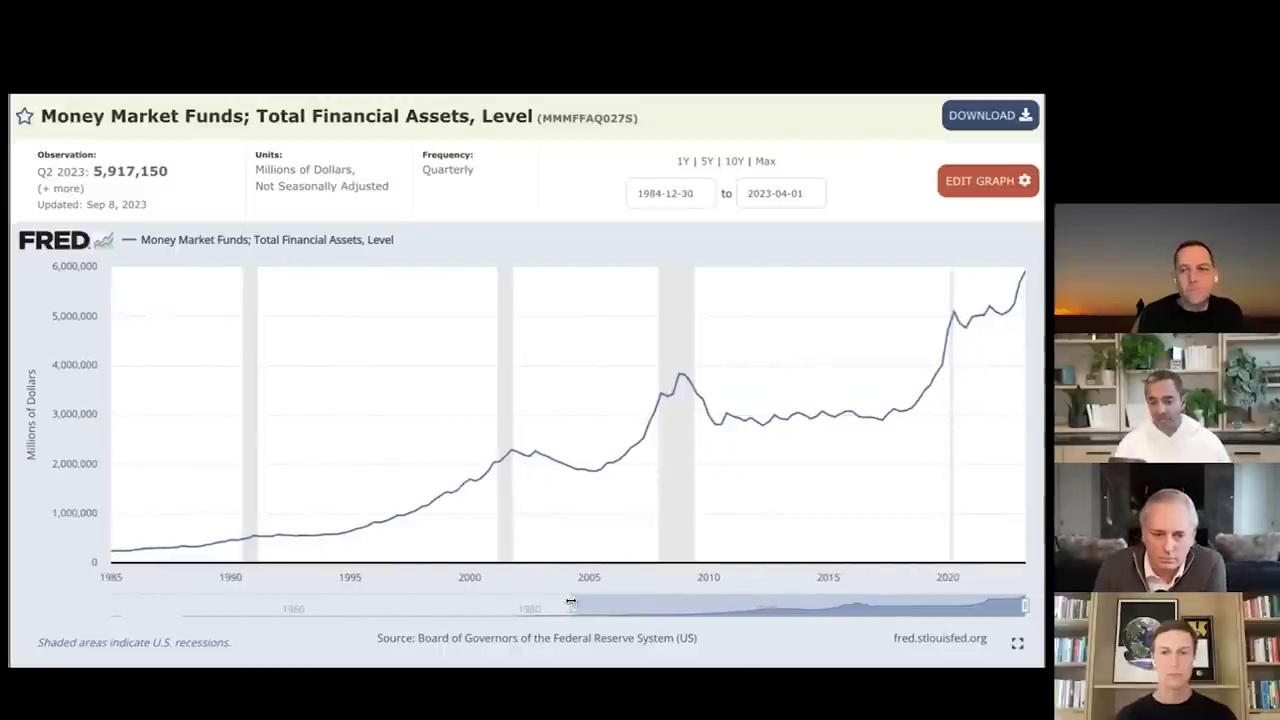 Money Market Funds; Total Financial Assets, Level (MMMFFAQ027S)
DOWNLOAD
Observation:
Q2 2023: 5,917,150
(+ more)
Updated: Sep 8, 2023
Units:
Millions of Dollars,
Not Seasonally Adjusted
Frequency:
Quarterly
1Y | 5Y | 10Y | Max
1984-12-30 to 2023-04-01
EDIT GRAPH
FRED — Money Market Funds; Total Financial Assets, Level
Millions of Dollars
6,000,000
5,000,000
4,000,000
3,000,000
2,000,000
1,000,000
0
1985 1990 1995 2000 2005 2010 2015 2020
1960 1980
Shaded areas indicate U.S. recessions.
Source: Board of Governors of the Federal Reserve System (US)
fred.stlouisfed.org